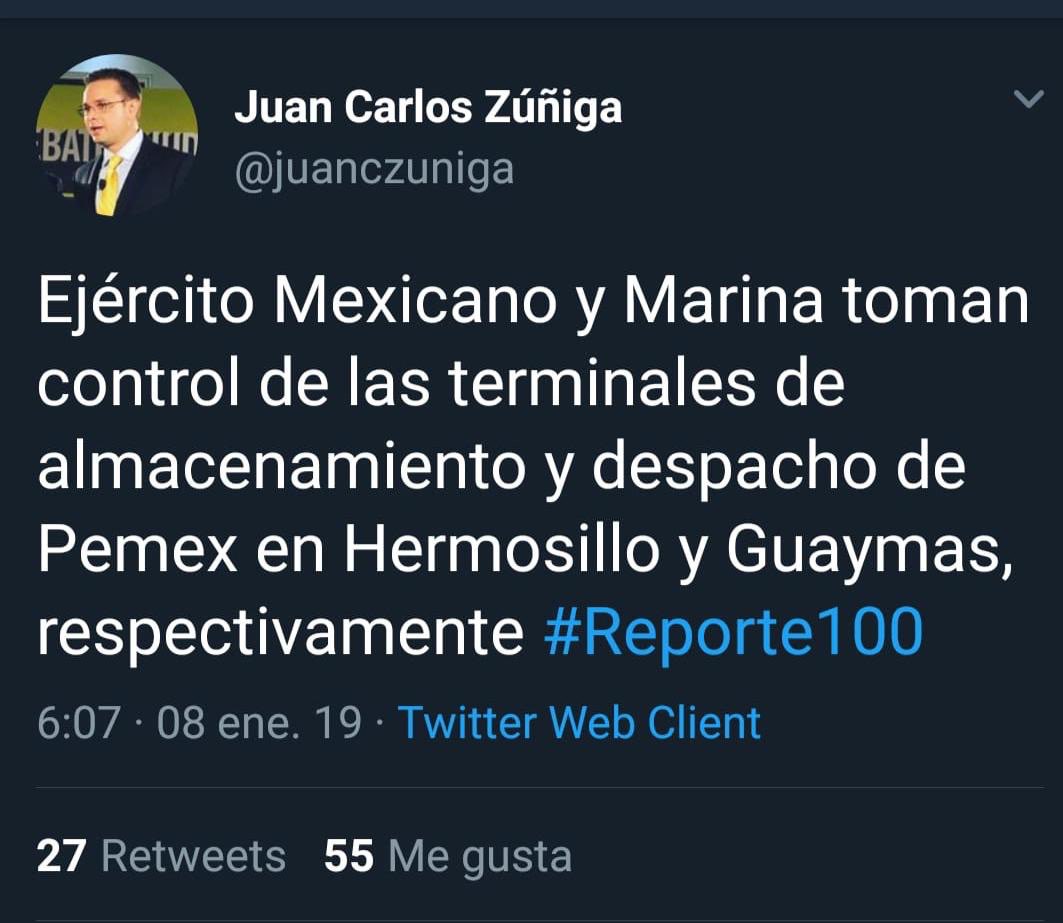 Juan Carlos Zúñiga
@juanczuniga
Ejército Mexicano y Marina toman
control de las terminales de
almacenamiento y despacho de
Pemex en Hermosillo y Guaymas,
respectivamente #Reporte100
6:07 · 08 ene. 19 · Twitter Web Client
27 Retweets 55 Me gusta